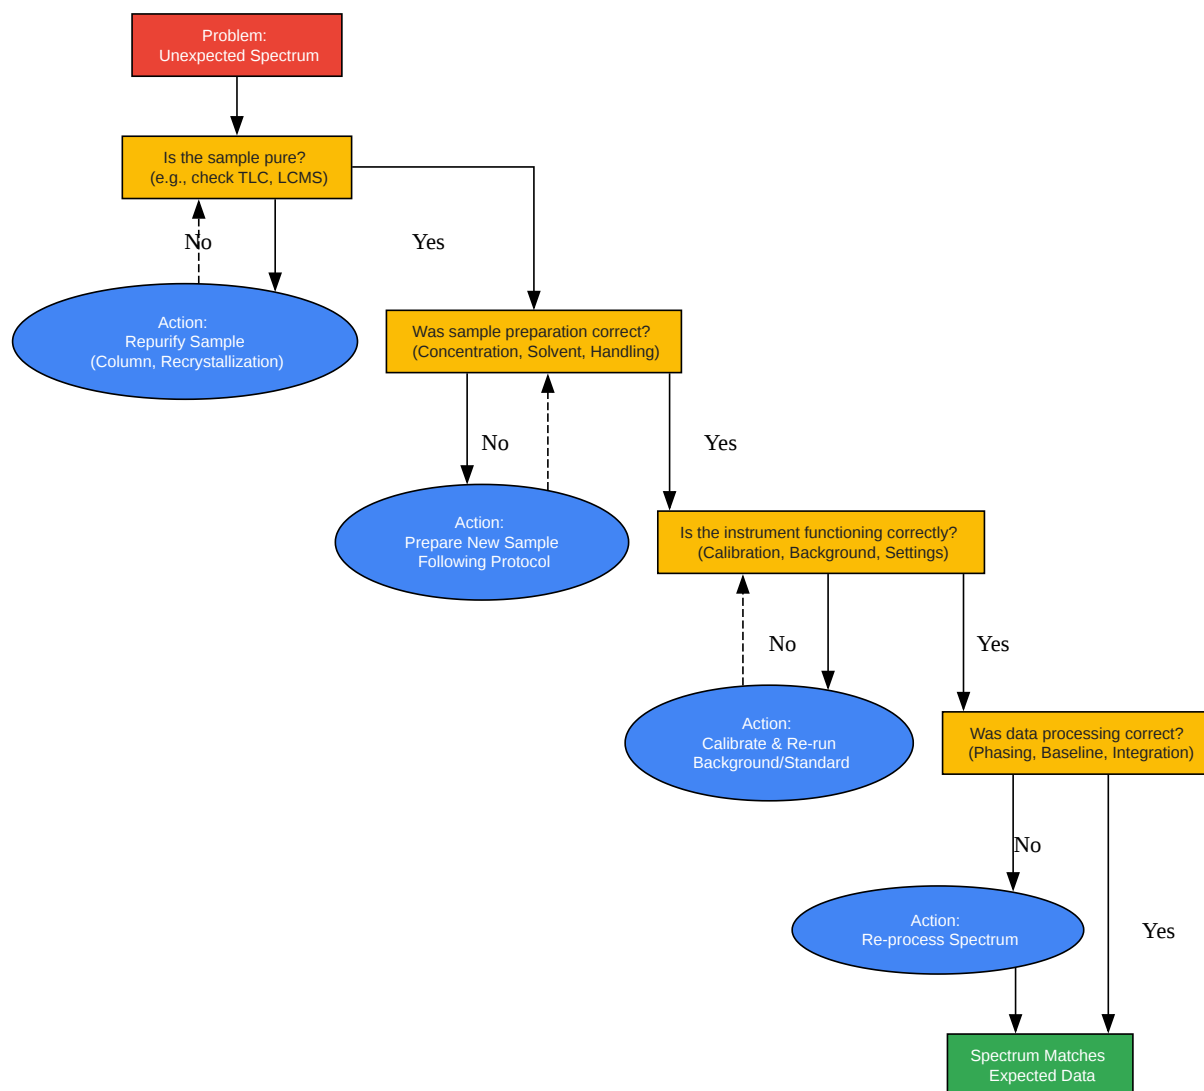 Problem:
Unexpected Spectrum
Is the sample pure?
(e.g., check TLC, LCMS)
No
Yes
Action:
Repurify Sample
(Column, Recrystallization)
Was sample preparation correct?
(Concentration, Solvent, Handling)
No
Yes
Action:
Prepare New Sample
Following Protocol
Is the instrument functioning correctly?
(Calibration, Background, Settings)
No
Yes
Action:
Calibrate & Re-run
Background/Standard
Was data processing correct?
(Phasing, Baseline, Integration)
No
Action:
Re-process Spectrum
Yes
Spectrum Matches
Expected Data